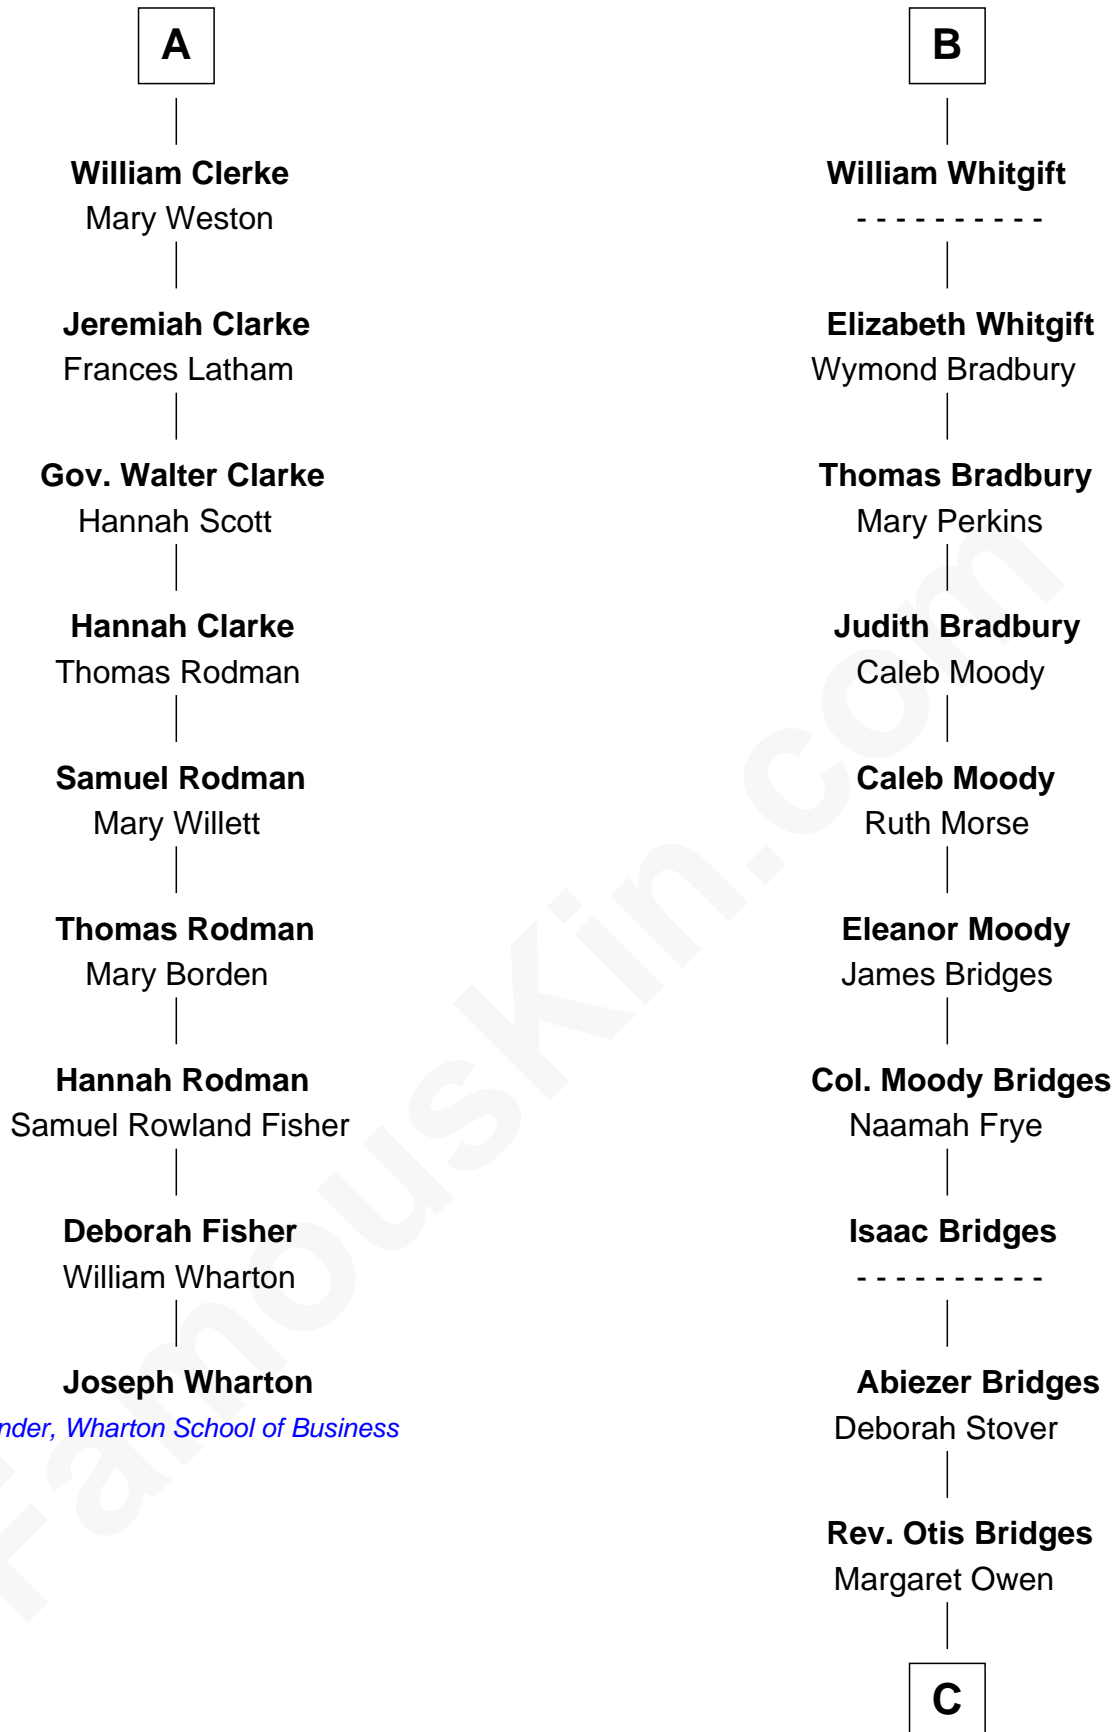 A
William Clerke
Mary Weston
Jeremiah Clarke
Frances Latham
Gov. Walter Clarke
Hannah Scott
Hannah Clarke
Thomas Rodman
Samuel Rodman
Mary Willett
Thomas Rodman
Mary Borden
Hannah Rodman
Samuel Rowland Fisher
Deborah Fisher
William Wharton
Joseph Wharton
nder, Wharton School of Business
B
William Whitgift
- - - - - - - - - -
Elizabeth Whitgift
Wymond Bradbury
Thomas Bradbury
Mary Perkins
Judith Bradbury
Caleb Moody
Caleb Moody
Ruth Morse
Eleanor Moody
James Bridges
Col. Moody Bridges
Naamah Frye
Isaac Bridges
- - - - - - - - - -
Abiezer Bridges
Deborah Stover
Rev. Otis Bridges
Margaret Owen
C
FamousKin.com